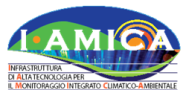 I-AMICA
INFRASTRUTTURA
DI ALTA TECNOLOGIA PER
IL MONITORAGGIO INTEGRATO CLIMATICO-AMBIENTALE